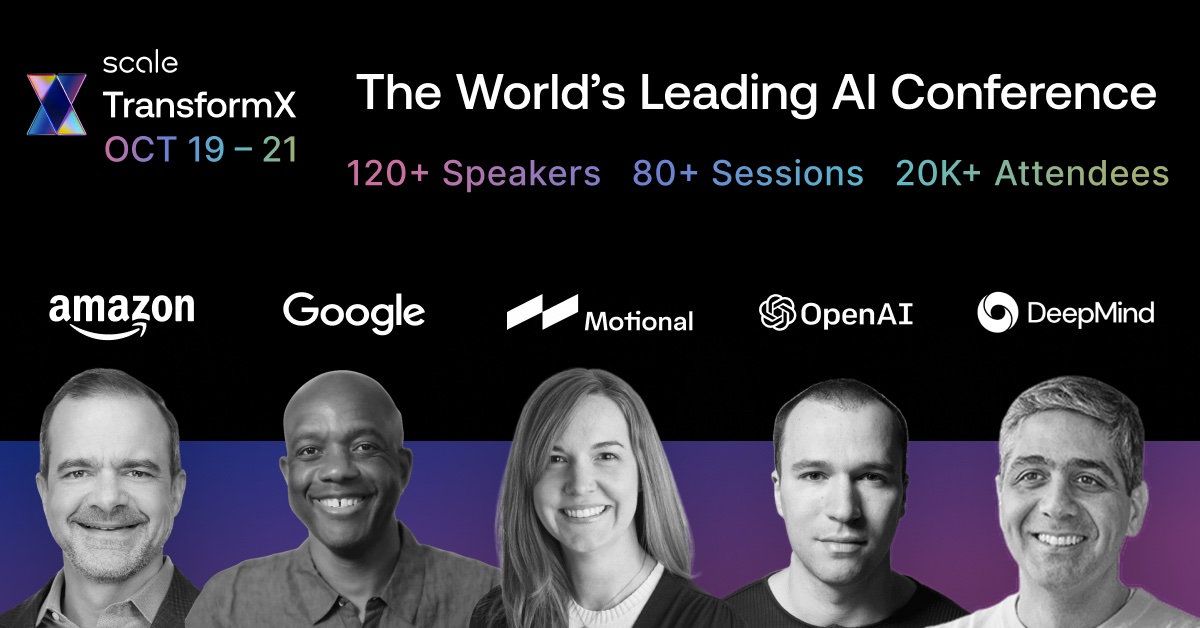 scale
TransformX
OCT 19 – 21
The World’s Leading AI Conference
120+ Speakers 80+ Sessions 20K+ Attendees
amazon Google Motional OpenAI DeepMind